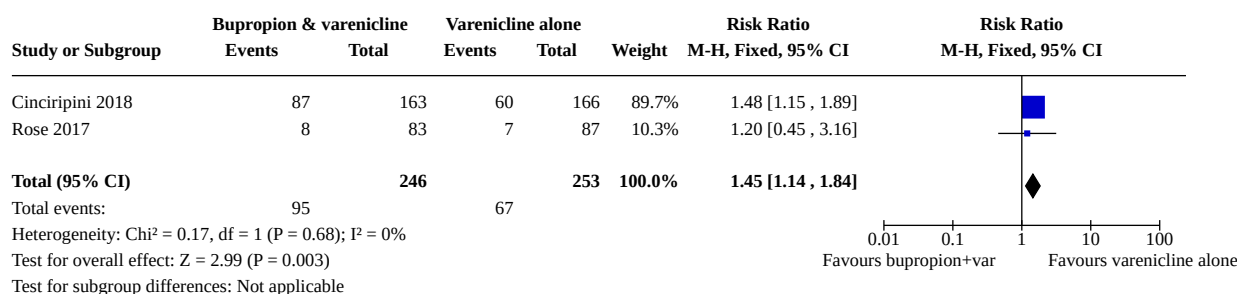 Bupropion & varenicline Varenicline alone Risk Ratio Risk Ratio
Study or Subgroup Events Total Events Total Weight M-H, Fixed, 95% CI M-H, Fixed, 95% CI
Cinciripini 2018 87 163 60 166 89.7% 1.48 [1.15 , 1.89]
Rose 2017 8 83 7 87 10.3% 1.20 [0.45 , 3.16]
Total (95% CI) 246 253 100.0% 1.45 [1.14 , 1.84]
Total events: 95 67
Heterogeneity: Chi² = 0.17, df = 1 (P = 0.68); I² = 0%
0.01 0.1 1 10 100
Test for overall effect: Z = 2.99 (P = 0.003) Favours bupropion+var Favours varenicline alone
Test for subgroup differences: Not applicable